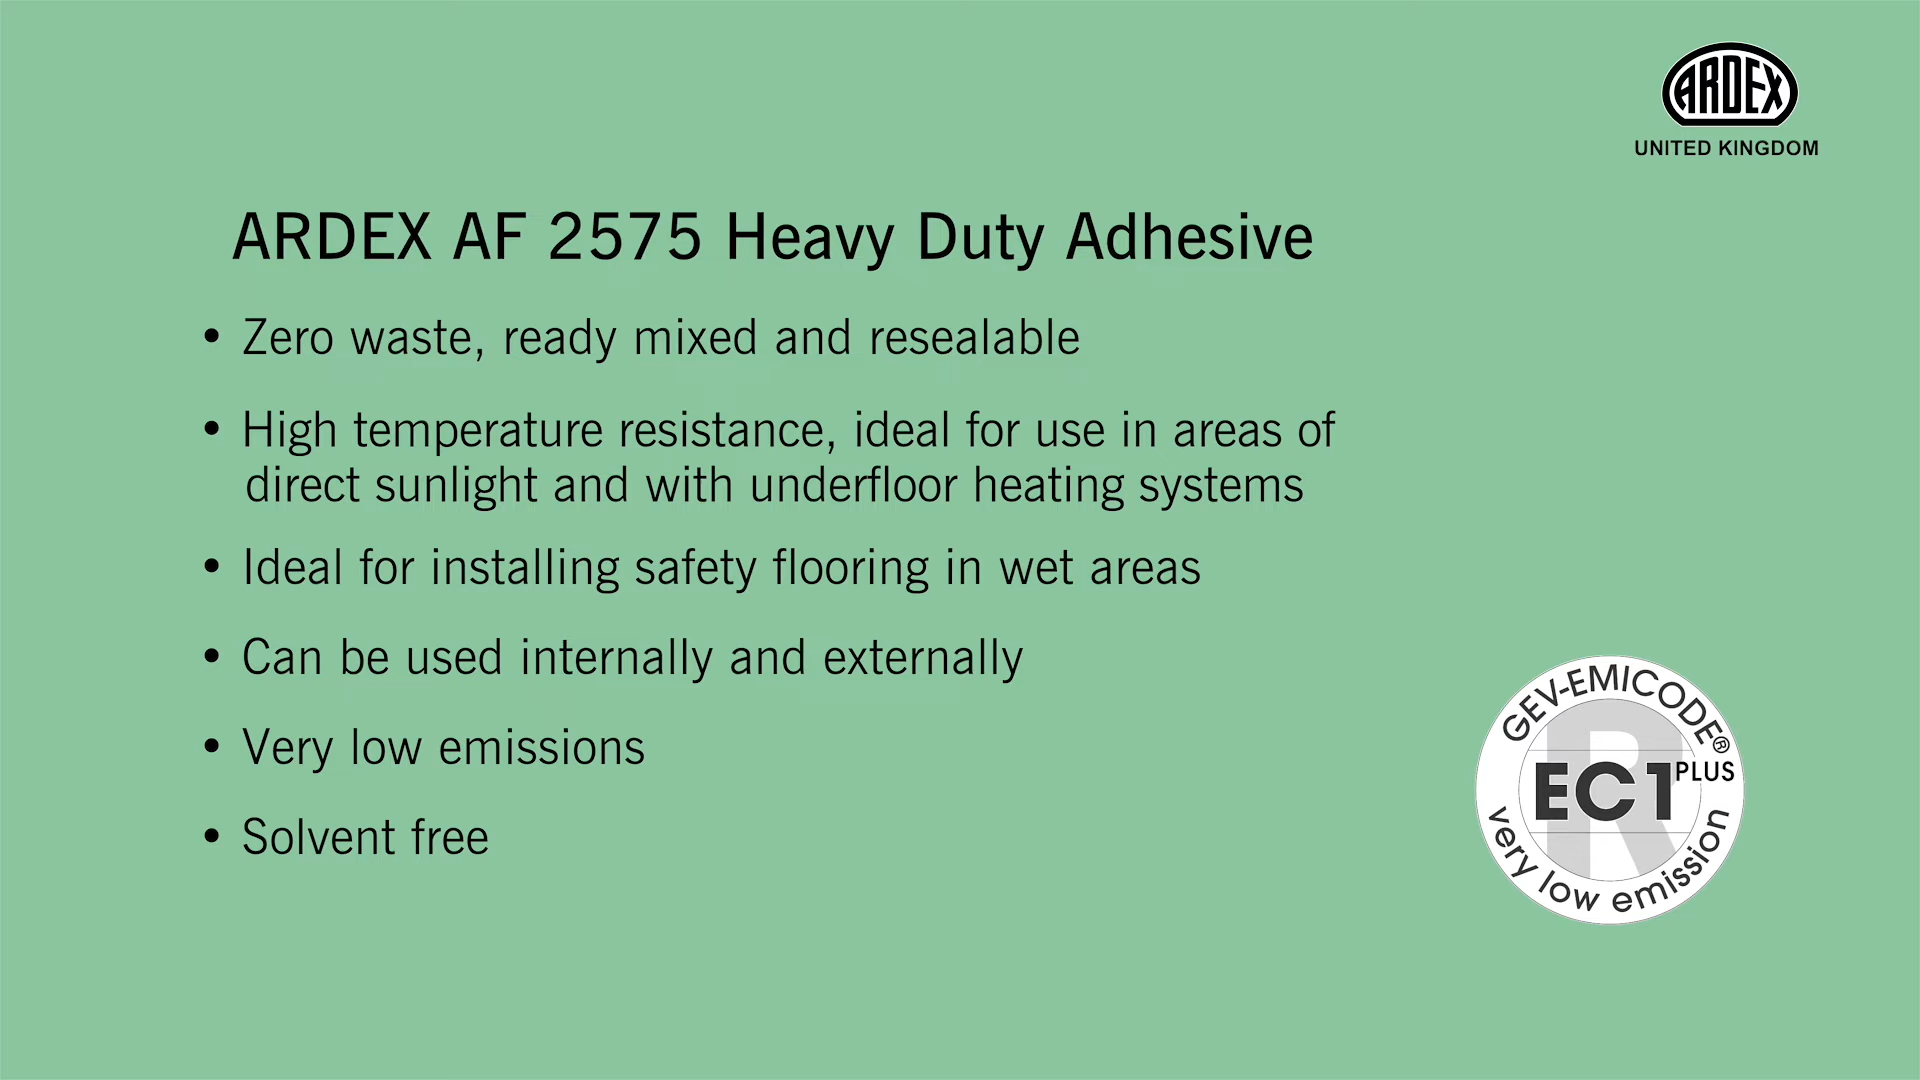 ARDEX
UNITED KINGDOM
ARDEX AF 2575 Heavy Duty Adhesive
• Zero waste, ready mixed and resealable
• High temperature resistance, ideal for use in areas of
direct sunlight and with underfloor heating systems
• Ideal for installing safety flooring in wet areas
• Can be used internally and externally
• Very low emissions
• Solvent free
GEV-EMICODE®
R
EC1PLUS
very low emission